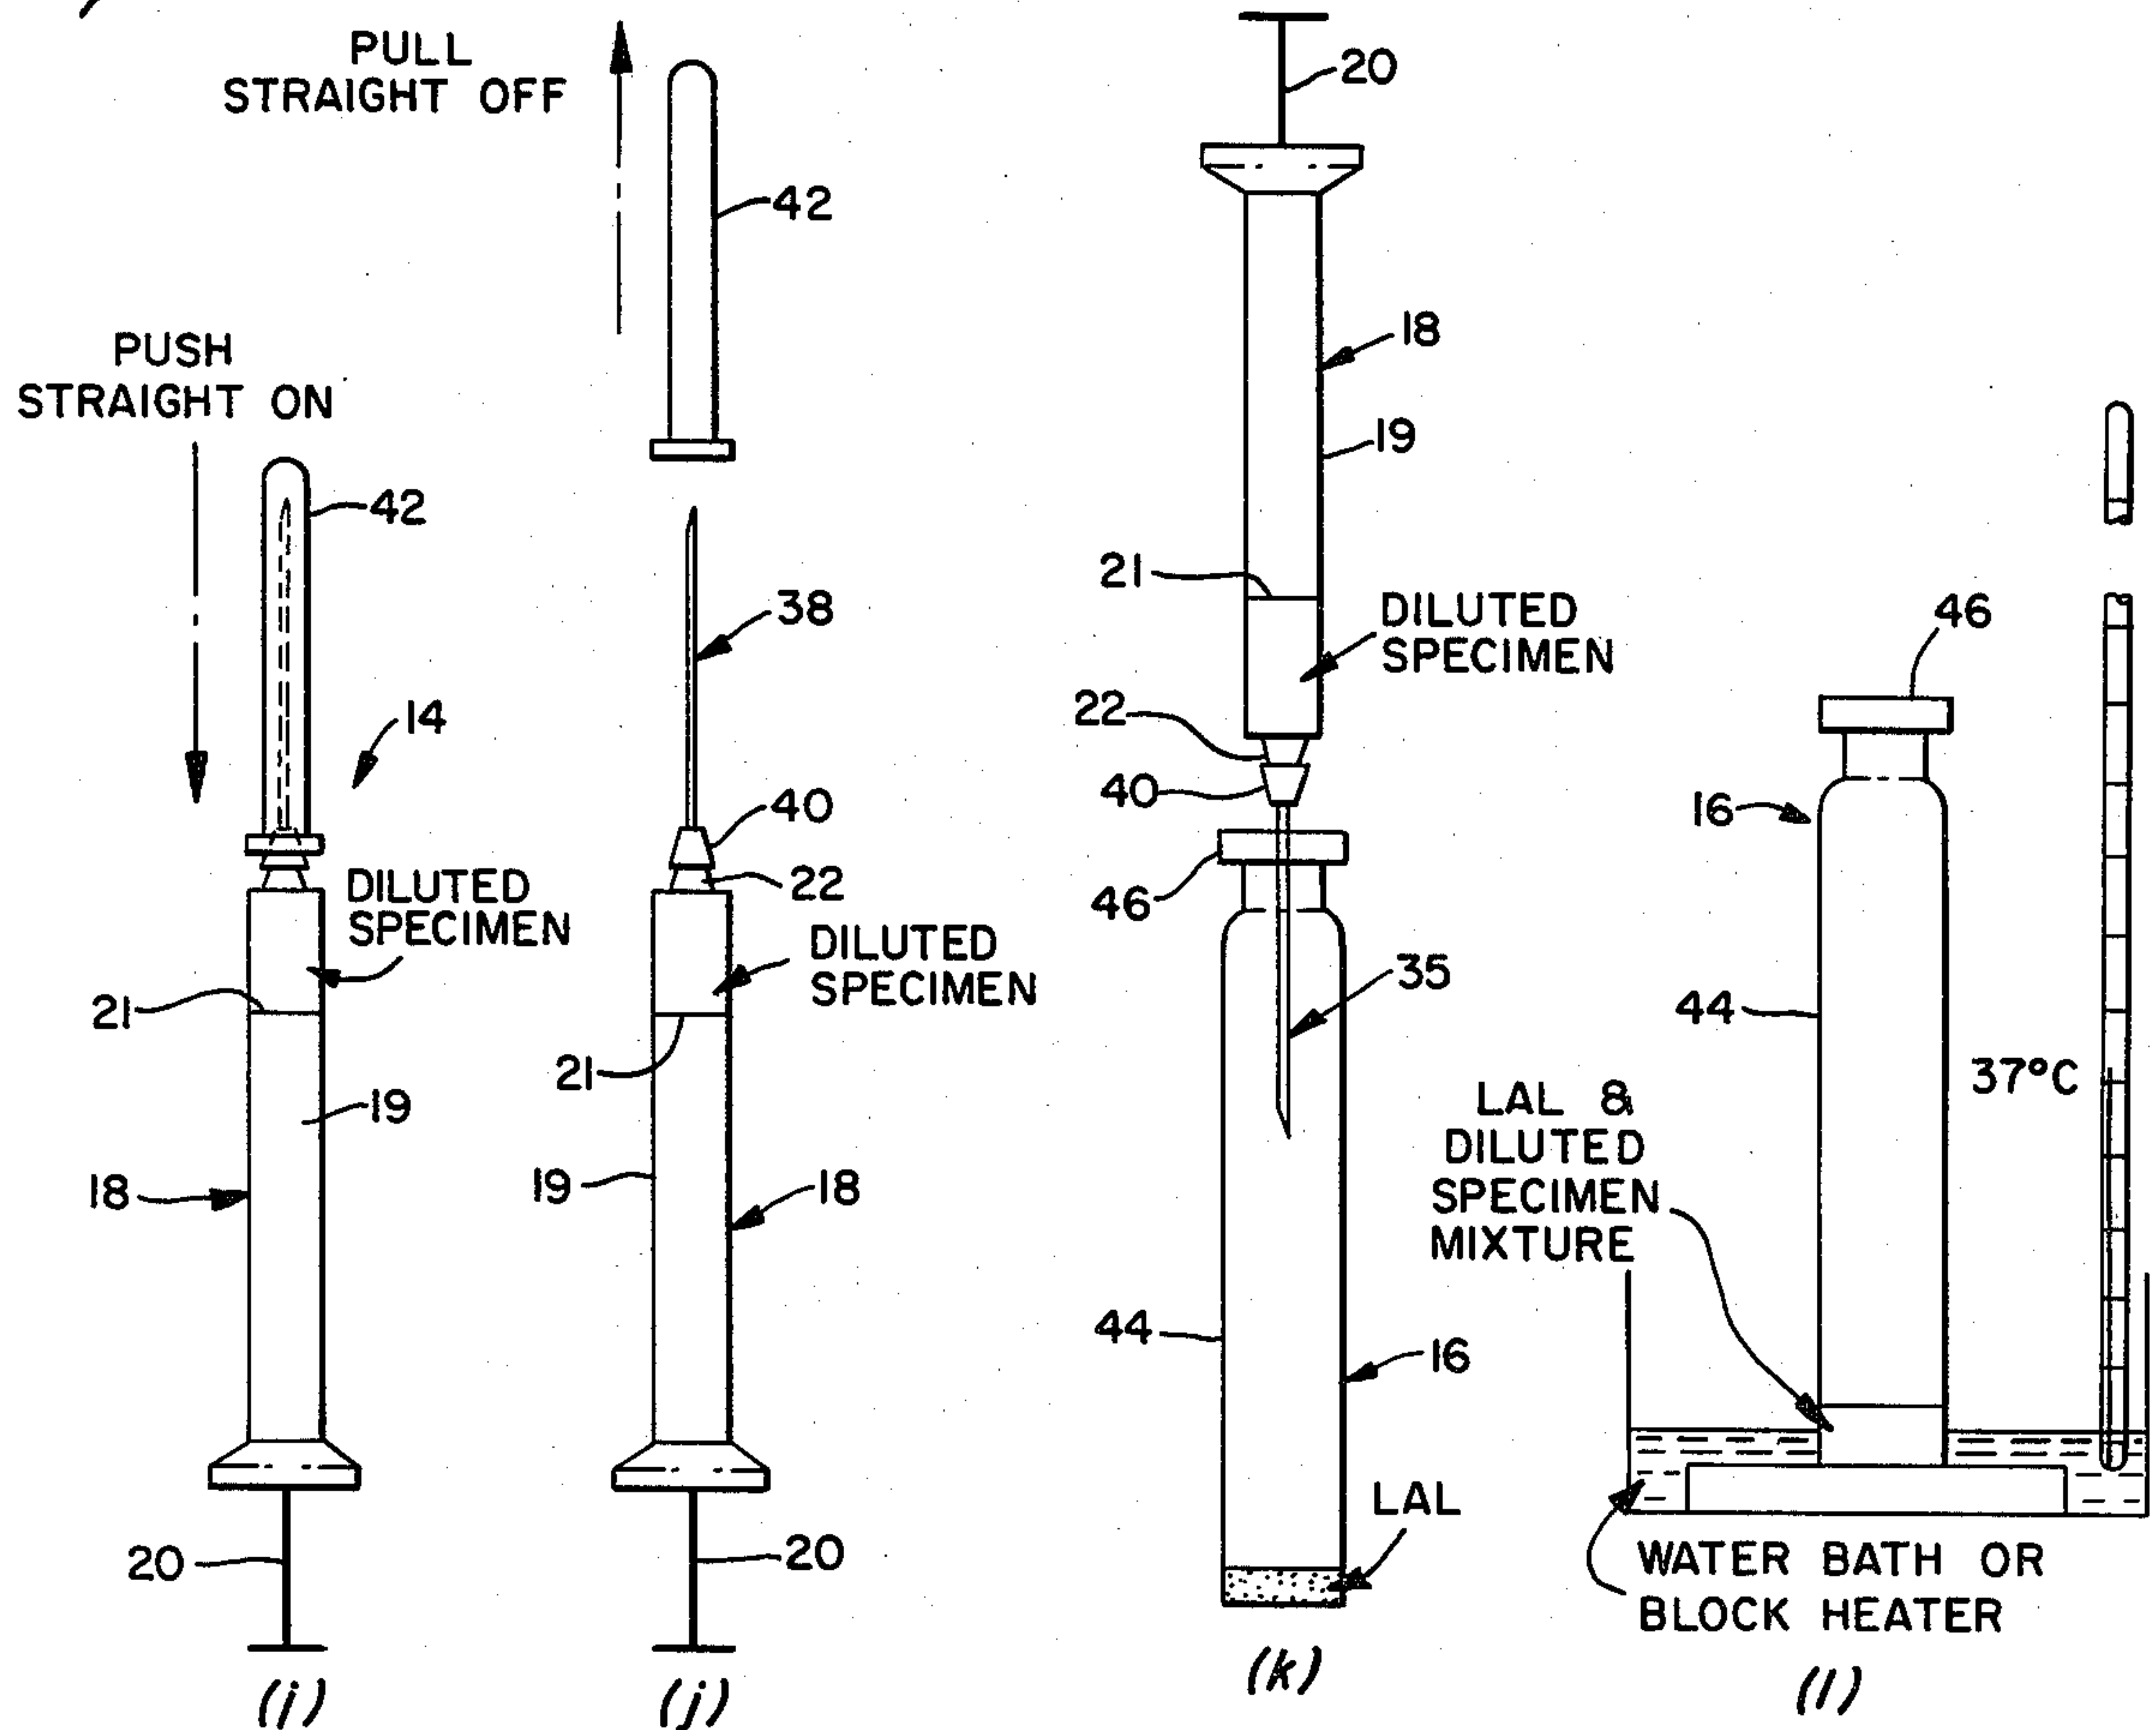 PUSH
STRAIGHT ON
42
14
DILUTED
SPECIMEN
21
19
18
20
(i)
PULL
STRAIGHT OFF
42
38
40
22
DILUTED
SPECIMEN
21
19
18
20
(j)
20
18
19
21
DILUTED
SPECIMEN
22
40
46
35
44
16
LAL
(k)
46
16
44
37°C
LAL &
DILUTED
SPECIMEN
MIXTURE
WATER BATH OR
BLOCK HEATER
(l)